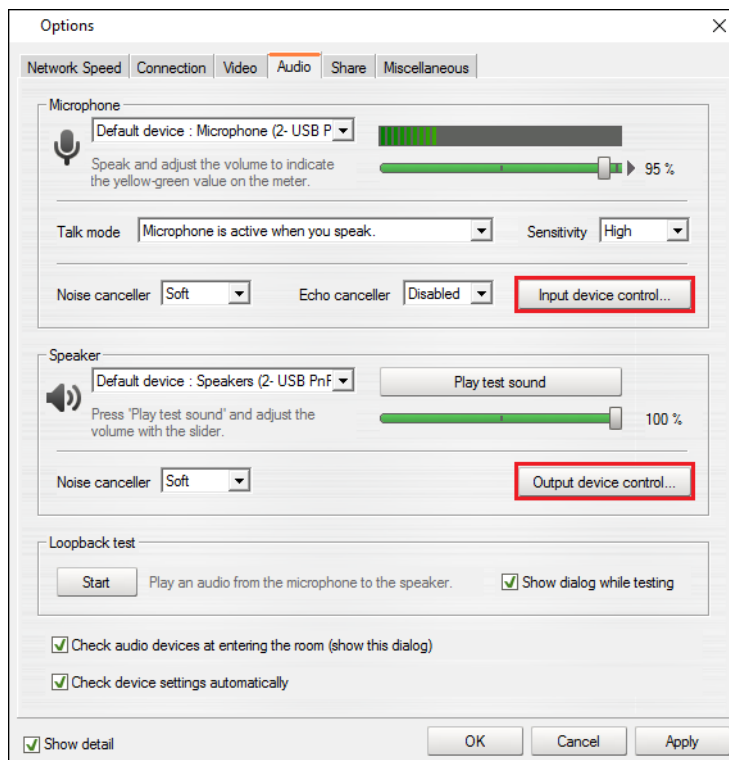 Options
Network Speed Connection Video Audio Share Miscellaneous
Microphone
Default device : Microphone (2- USB P
Speak and adjust the volume to indicate
the yellow-green value on the meter.
95 %
Talk mode Microphone is active when you speak. Sensitivity High
Noise canceller Soft Echo canceller Disabled Input device control...
Speaker
Default device : Speakers (2- USB PnF Play test sound
Press 'Play test sound' and adjust the
volume with the slider.
100 %
Noise canceller Soft Output device control...
Loopback test
Start Play an audio from the microphone to the speaker. Show dialog while testing
Check audio devices at entering the room (show this dialog)
Check device settings automatically
Show detail OK Cancel Apply